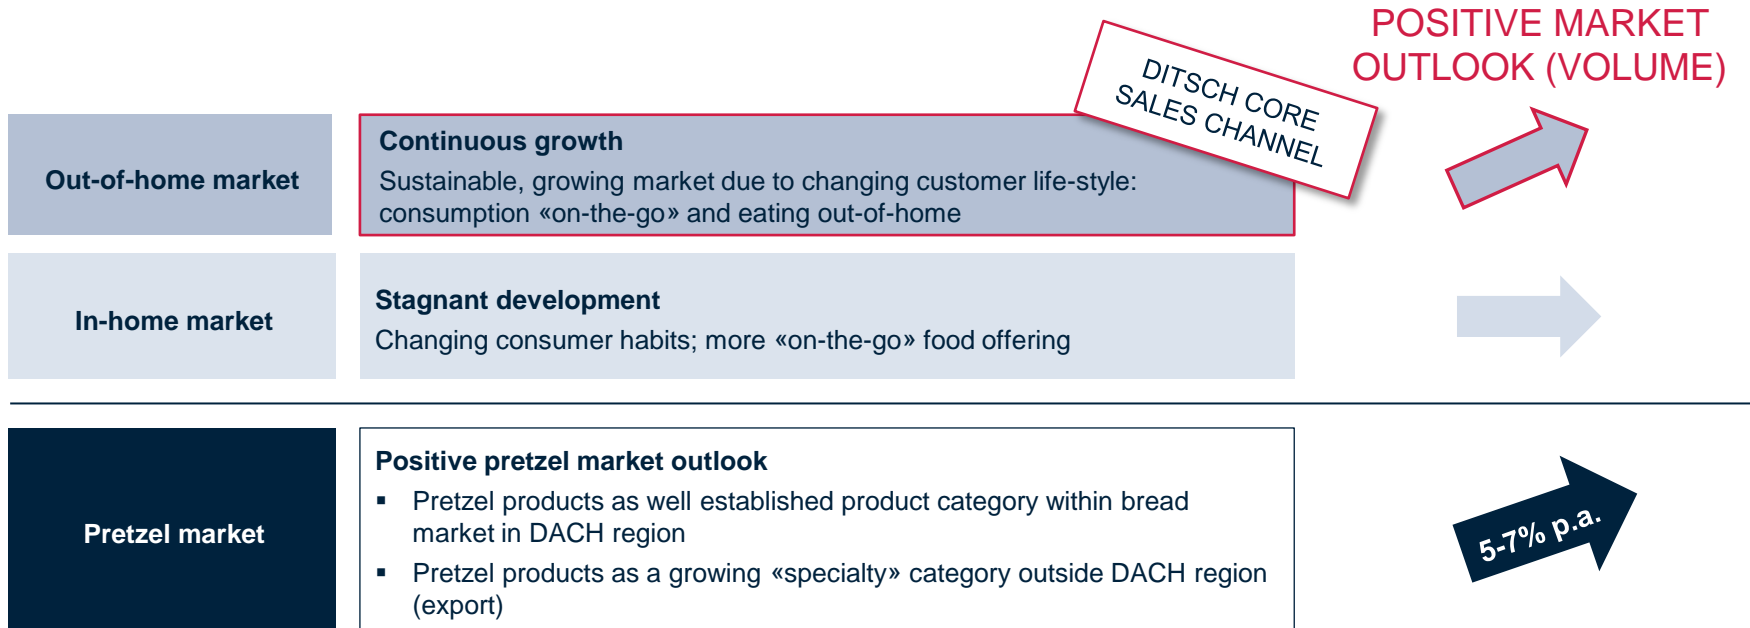 POSITIVE MARKET
OUTLOOK (VOLUME)
DITSCH CORE
SALES CHANNEL
Out-of-home market
Continuous growth
Sustainable, growing market due to changing customer life-style:
consumption «on-the-go» and eating out-of-home
In-home market
Stagnant development
Changing consumer habits; more «on-the-go» food offering
Pretzel market
Positive pretzel market outlook
▪ Pretzel products as well established product category within bread
market in DACH region
▪ Pretzel products as a growing «specialty» category outside DACH region
(export)
5-7% p.a.